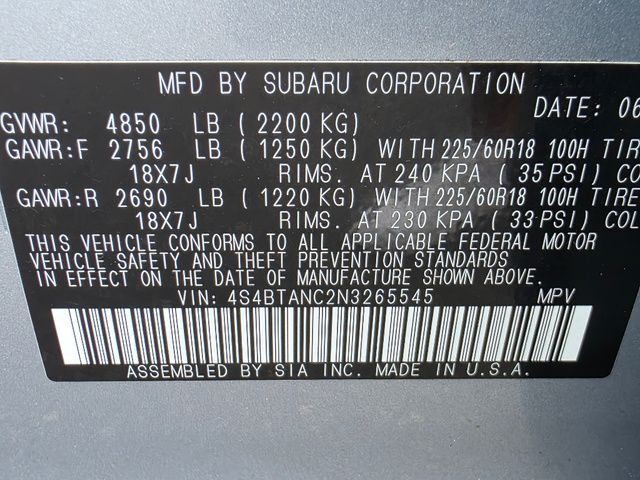 MFD BY SUBARU CORPORATION
DATE: 06
GVWR: 4850 LB (2200 KG)
GAWR:F 2756 LB (1250 KG) WITH 225/60R18 100H TIRE
18X7J RIMS. AT 240 KPA (35 PSI) CO
GAWR:R 2690 LB (1220 KG) WITH 225/60R18 100H TIRE
18X7J RIMS. AT 230 KPA (33 PSI) COL
THIS VEHICLE CONFORMS TO ALL APPLICABLE FEDERAL MOTOR
VEHICLE SAFETY AND THEFT PREVENTION STANDARDS
IN EFFECT ON THE DATE OF MANUFACTURE SHOWN ABOVE.
VIN: 4S4BTANC2N3265545 MPV
ASSEMBLED BY SIA INC. MADE IN U.S.A.